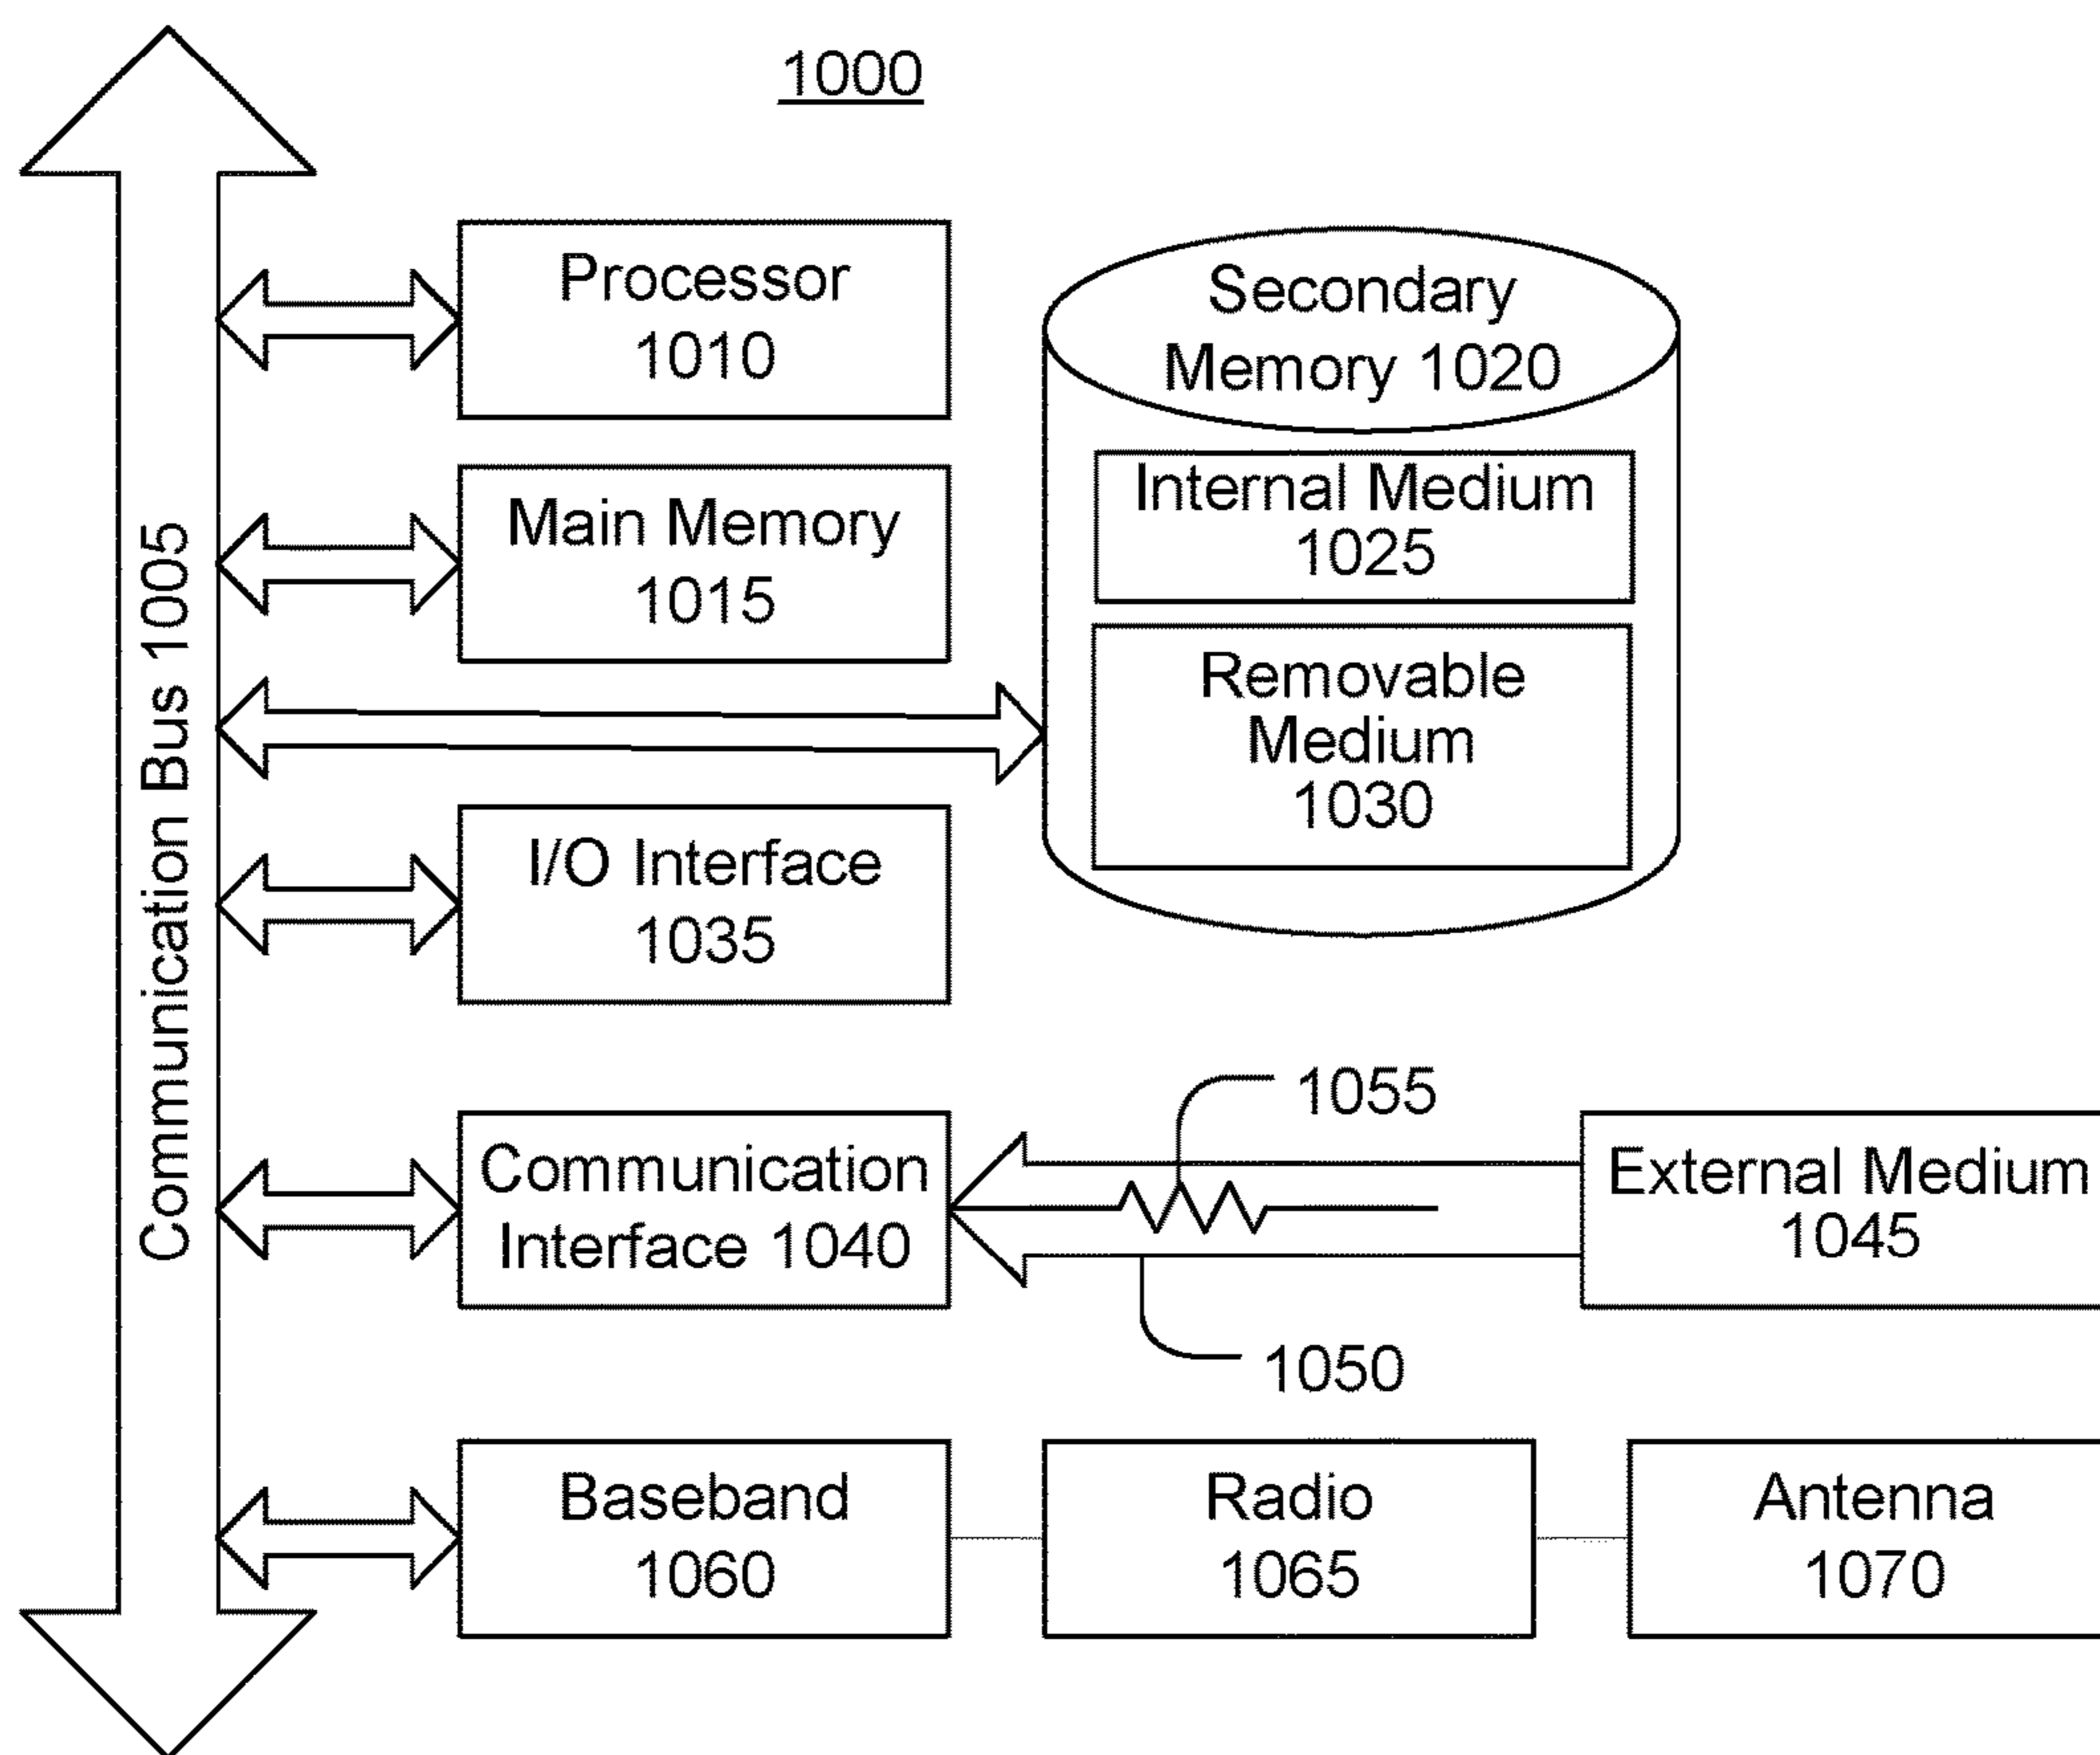 1000
Communication Bus 1005
Processor
1010
Secondary
Memory 1020
Main Memory
1015
Internal Medium
1025
Removable
Medium
1030
I/O Interface
1035
1055
Communication
Interface 1040
External Medium
1045
1050
Baseband
1060
Radio
1065
Antenna
1070